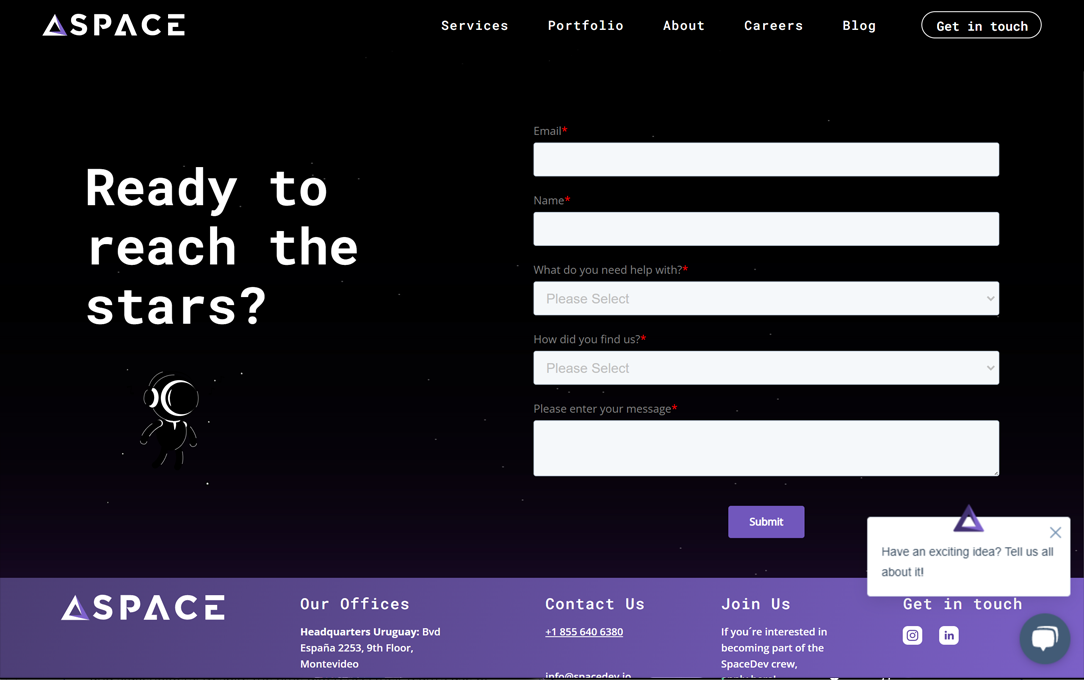 SPACE
Services
Portfolio
About
Careers
Blog
Get in touch
Ready to
reach the
stars?
Email*
Name*
What do you need help with?*
Please Select
How did you find us?*
Please Select
Please enter your message*
Submit
Have an exciting idea? Tell us all
about it!
SPACE
Our Offices
Headquarters Uruguay: Bvd
España 2253, 9th Floor,
Montevideo
Contact Us
+1 855 640 6380
info@spacedev.io
Join Us
If you´re interested in
becoming part of the
SpaceDev crew,
Get in touch
in